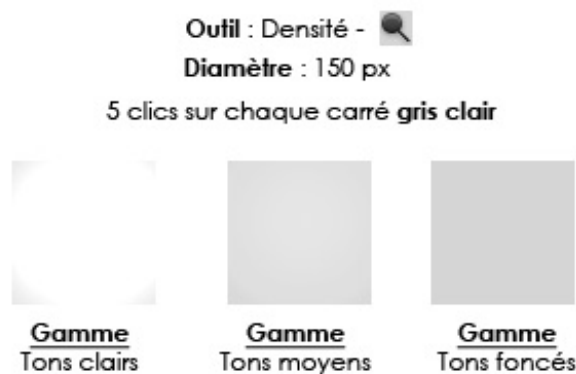 Outil : Densité -
Diamètre : 150 px
5 clics sur chaque carré gris clair
Gamme Gamme Gamme
Tons clairs Tons moyens Tons foncés